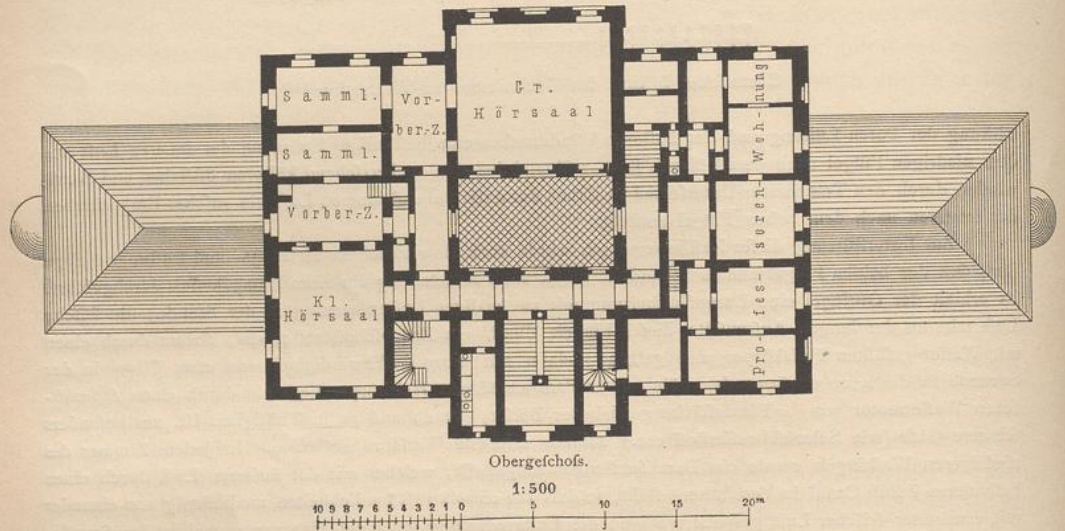 Samml.
Vor-
ber.-Z.
Gr.
Hörsaal
Samml.
Vorber.-Z.
Kl.
Hörsaal
pro-
fes-
soren-
Woh-
nung
Obergeſchoſs.
1:500
10 9 8 7 6 5 4 3 2 1 0 5 10 15 20ᵐ